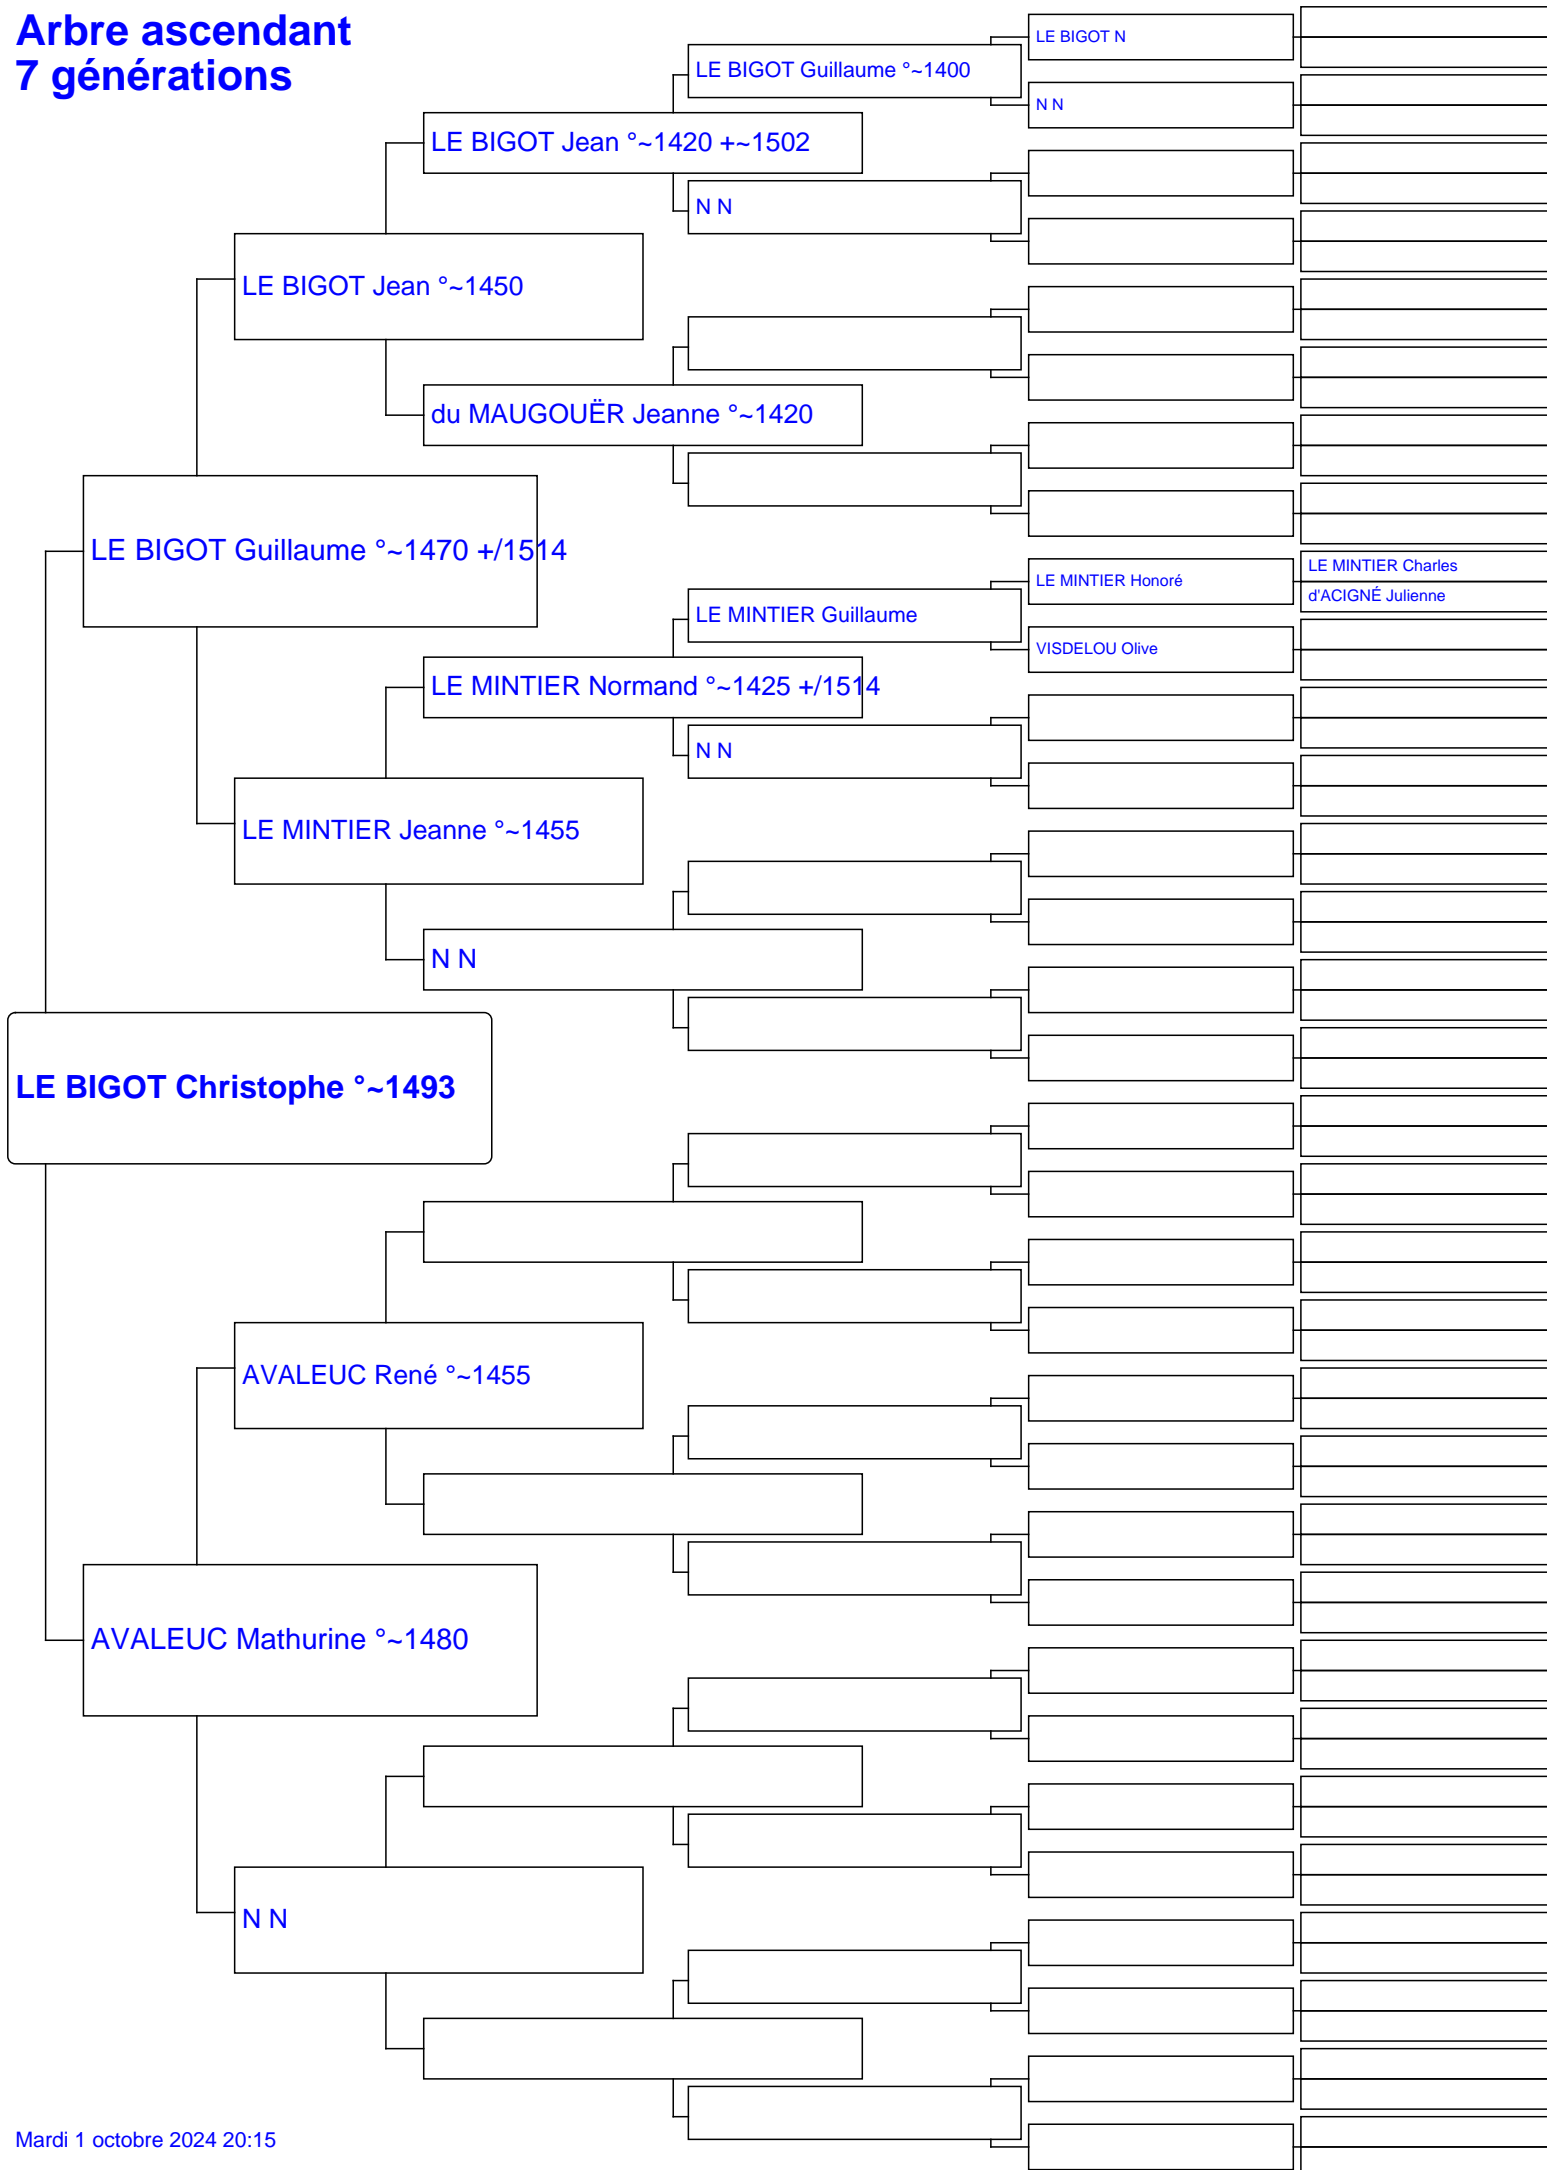 Arbre ascendant
7 générations
LE BIGOT N
LE BIGOT Guillaume °~1400
N N
LE BIGOT Jean °~1420 +~1502
N N
LE BIGOT Jean °~1450
du MAUGOUËR Jeanne °~1420
LE BIGOT Guillaume °~1470 +/1514
LE MINTIER Charles
LE MINTIER Honoré
d'ACIGNÉ Julienne
LE MINTIER Guillaume
VISDELOU Olive
LE MINTIER Normand °~1425 +/1514
N N
LE MINTIER Jeanne °~1455
N N
LE BIGOT Christophe °~1493
AVALEUC René °~1455
AVALEUC Mathurine °~1480
N N
Mardi 1 octobre 2024 20:15